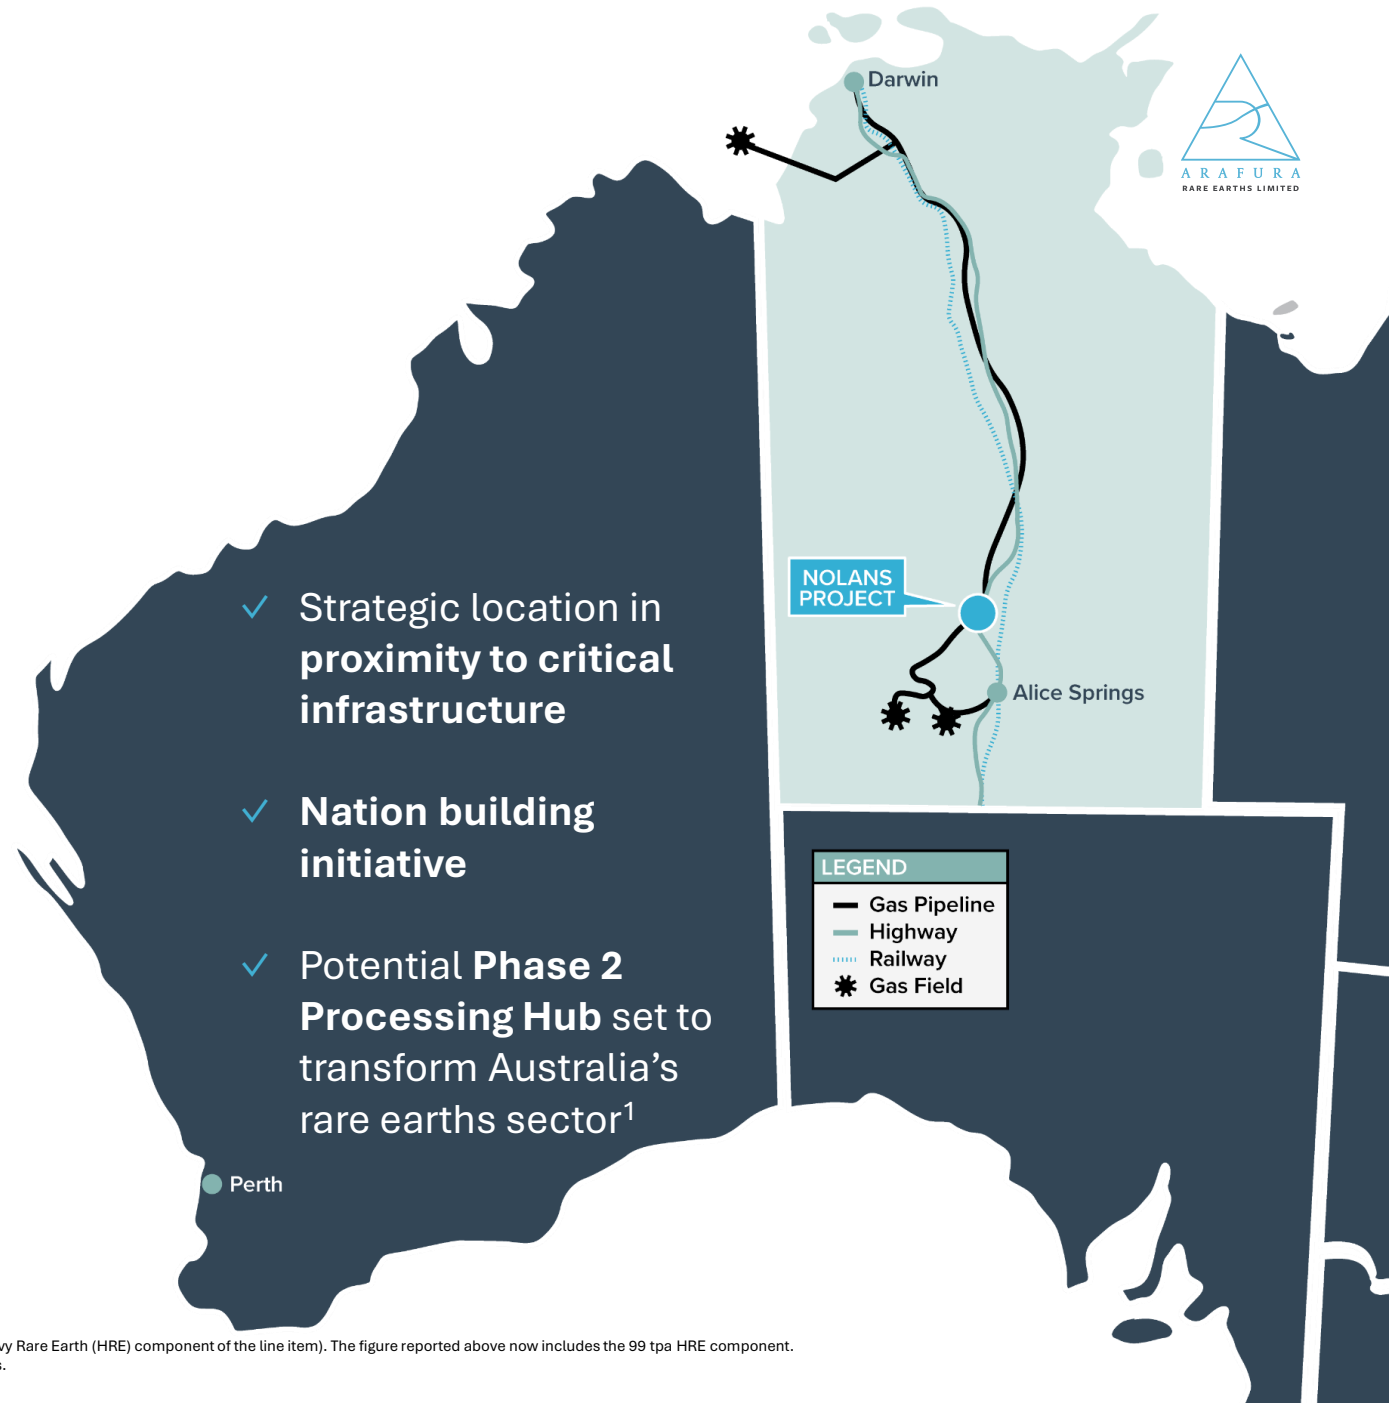 Darwin
ARAFURA
RARE EARTHS LIMITED
NOLANS
PROJECT
Strategic location in
proximity to critical
infrastructure
Alice Springs
Nation building
initiative
LEGEND
Gas Pipeline
Highway
Railway
Gas Field
Potential Phase 2
Processing Hub set to
transform Australia’s
rare earths sector¹
Perth
vy Rare Earth (HRE) component of the line item). The figure reported above now includes the 99 tpa HRE component.
s.